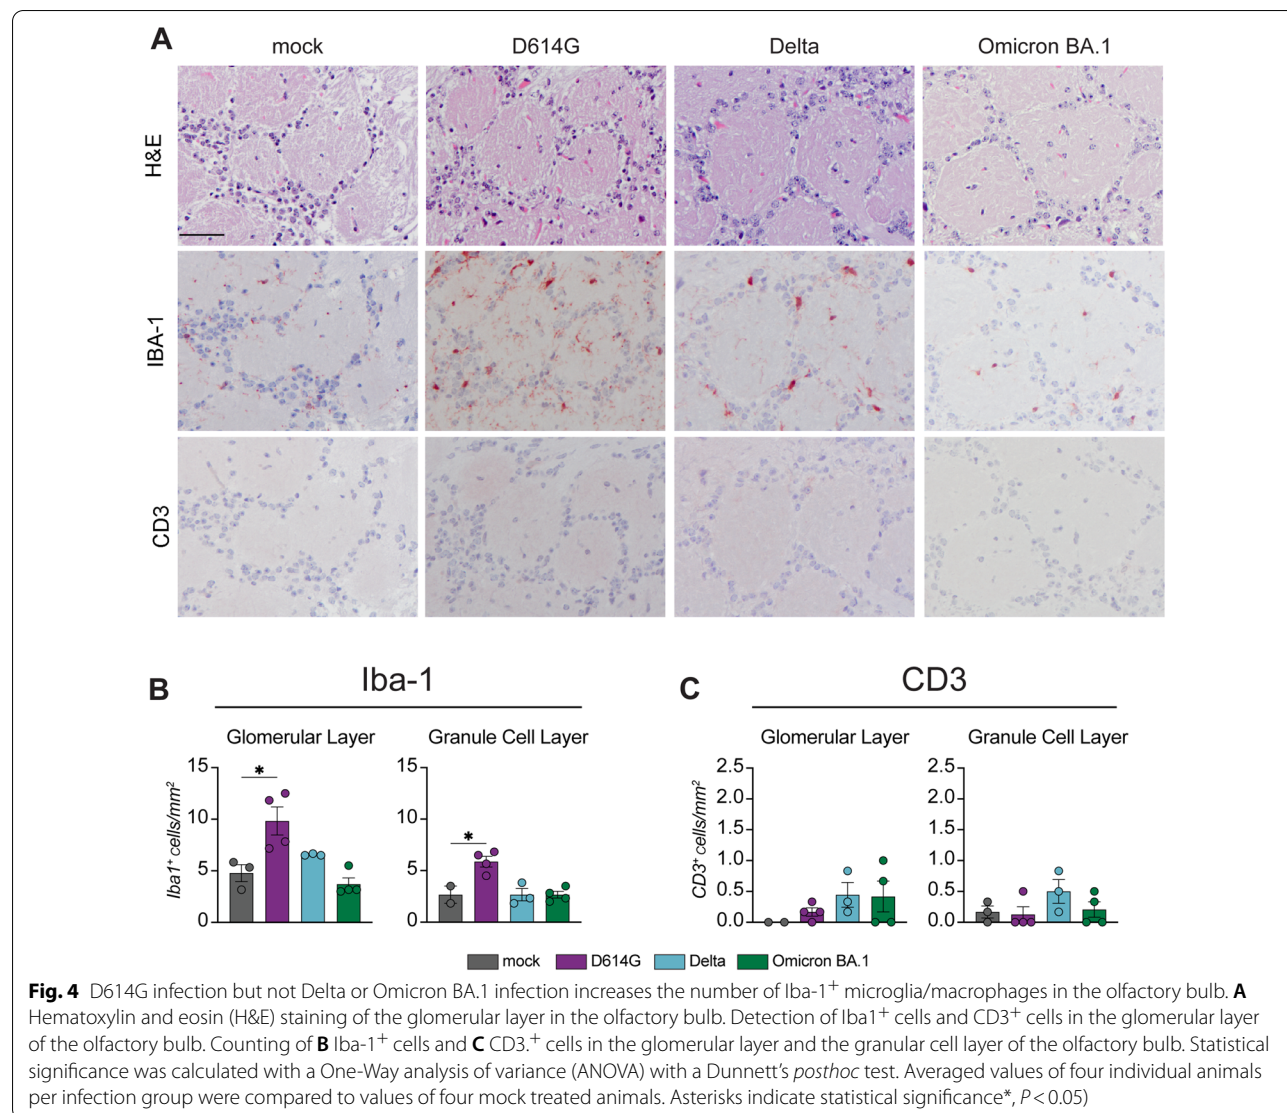 A
mock
D614G
Delta
Omicron BA.1
H&E
IBA-1
CD3
B
Iba-1
C
CD3
Glomerular Layer
Granule Cell Layer
Glomerular Layer
Granule Cell Layer
Iba1+ cells/mm2
15
10
5
0
*
15
10
5
0
*
CD3+ cells/mm2
2.5
2.0
1.5
1.0
0.5
0.0
2.5
2.0
1.5
1.0
0.5
0.0
mock D614G Delta Omicron BA.1
Fig. 4 D614G infection but not Delta or Omicron BA.1 infection increases the number of Iba-1+ microglia/macrophages in the olfactory bulb. A
Hematoxylin and eosin (H&E) staining of the glomerular layer in the olfactory bulb. Detection of Iba1+ cells and CD3+ cells in the glomerular layer
of the olfactory bulb. Counting of B Iba-1+ cells and C CD3.+ cells in the glomerular layer and the granular cell layer of the olfactory bulb. Statistical
significance was calculated with a One-Way analysis of variance (ANOVA) with a Dunnett's posthoc test. Averaged values of four individual animals
per infection group were compared to values of four mock treated animals. Asterisks indicate statistical significance*, P < 0.05)